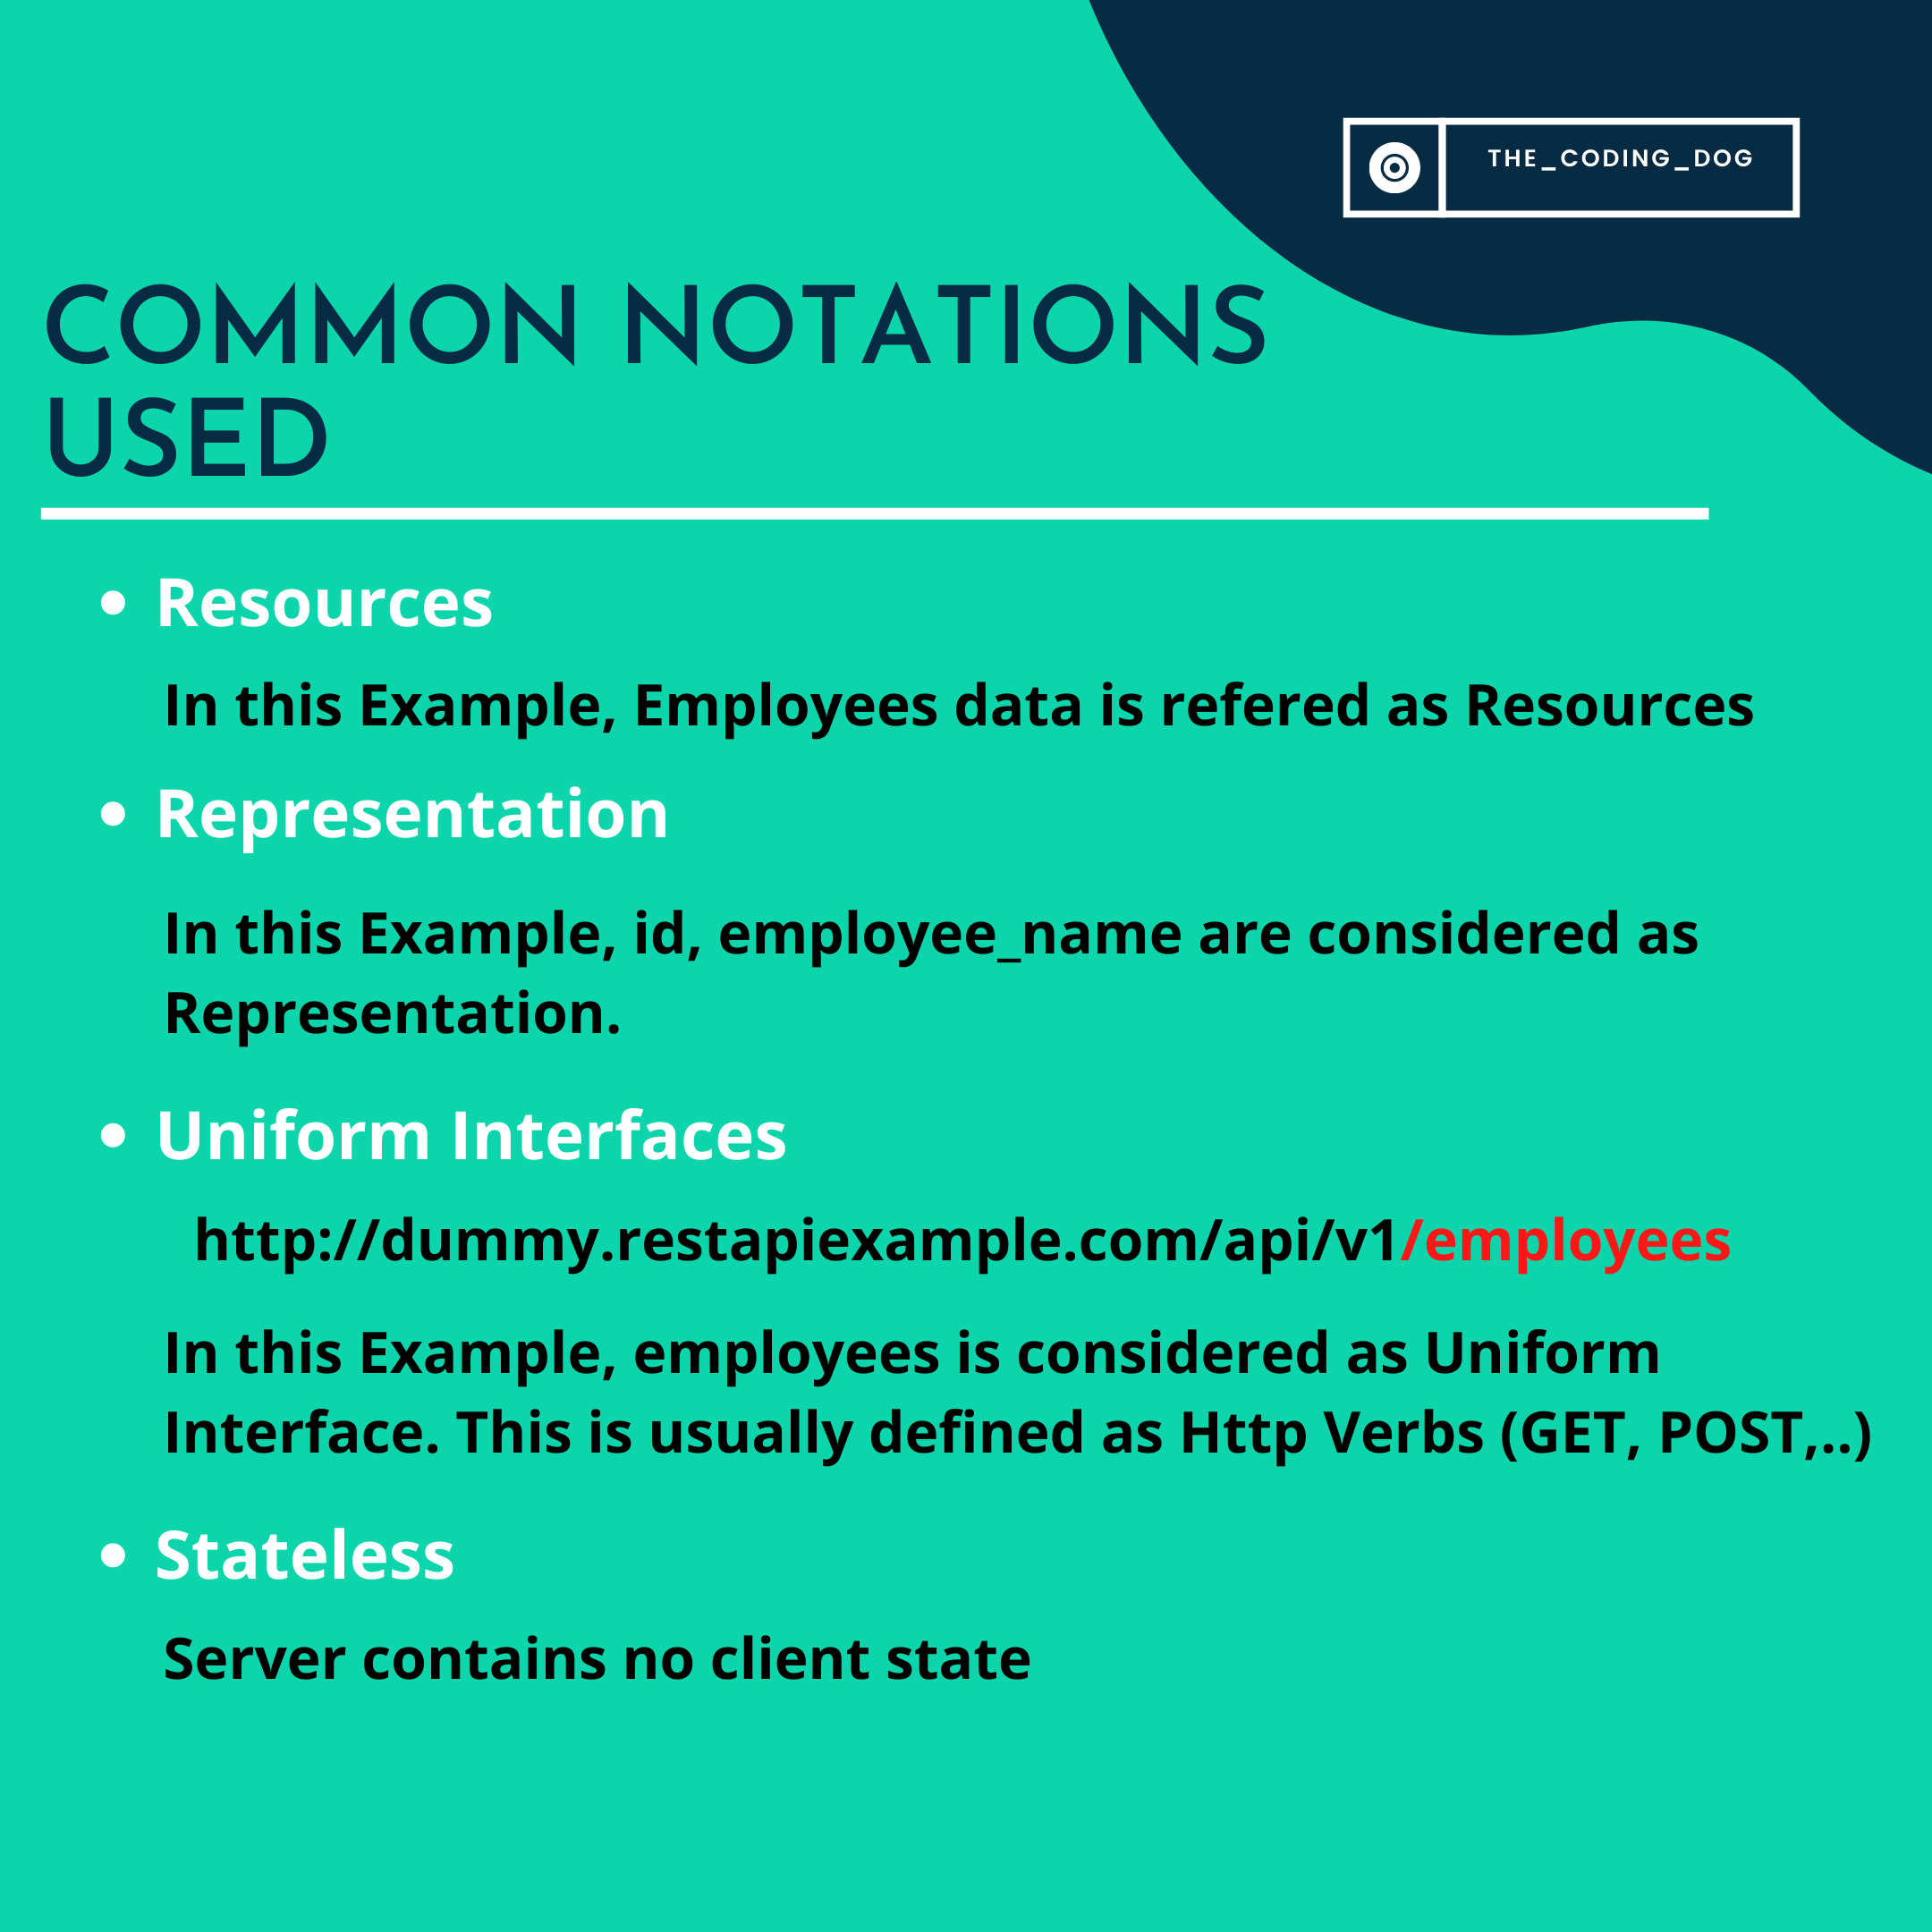 THE_CODING_DOG
COMMON NOTATIONS
USED
• Resources
In this Example, Employees data is refered as Resources
• Representation
In this Example, id, employee_name are considered as
Representation.
• Uniform Interfaces
http://dummy.restapiexample.com/api/v1/employees
In this Example, employees is considered as Uniform
Interface. This is usually defined as Http Verbs (GET, POST,..)
• Stateless
Server contains no client state